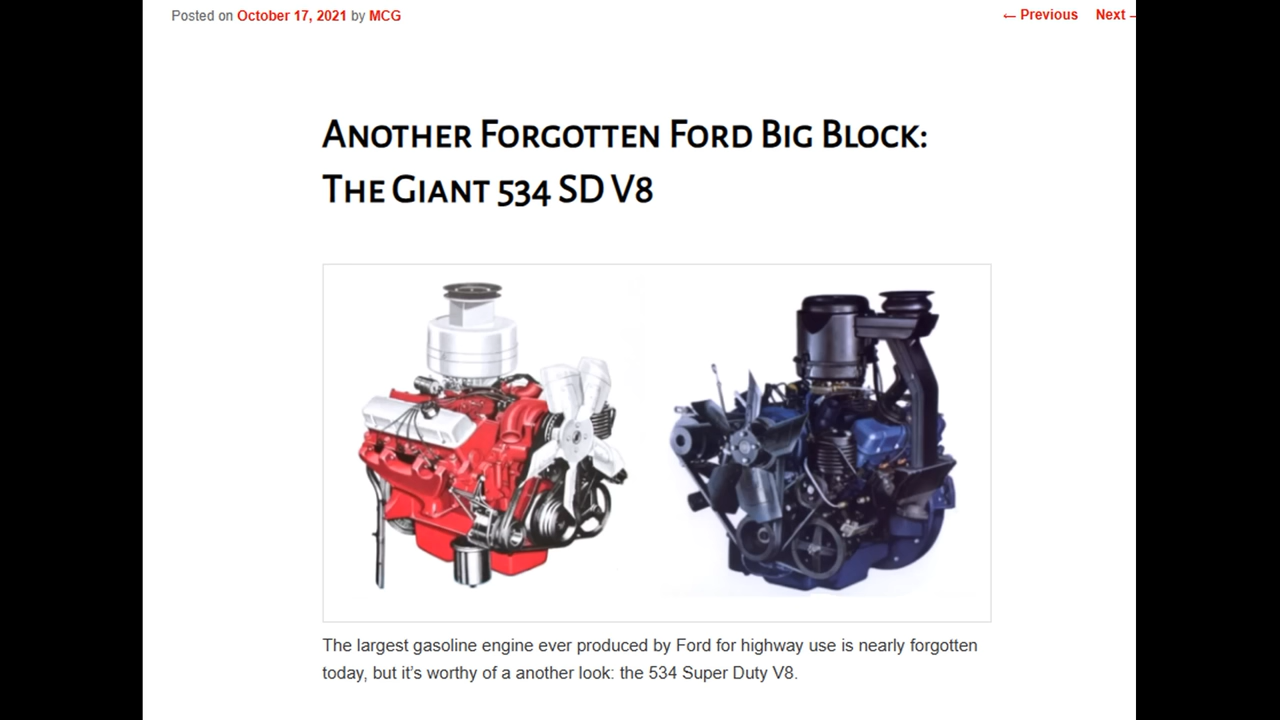 Posted on October 17, 2021 by MCG
← Previous Next →
Another Forgotten Ford Big Block:
The Giant 534 SD V8
The largest gasoline engine ever produced by Ford for highway use is nearly forgotten
today, but it’s worthy of a another look: the 534 Super Duty V8.